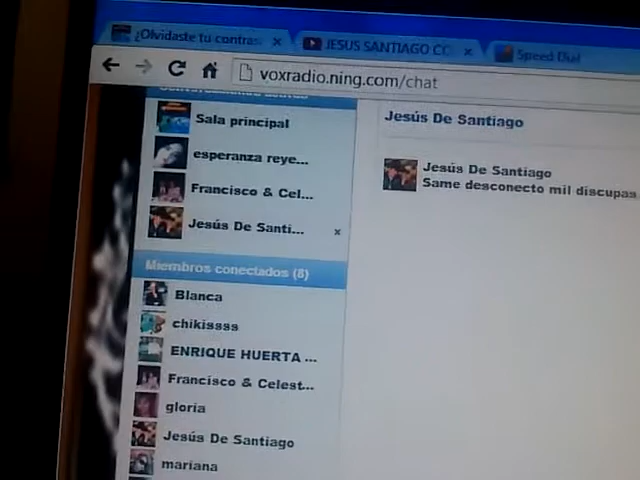 ¿Olvidaste tu contras
JESUS SANTIAGO CO
Speed Dial
voxradio.ning.com/chat
Sala principal
esperanza reye...
Francisco & Cel...
Jesús De Santi...
Jesús De Santiago
Jesús De Santiago
Same desconecto mil discupas
Miembros conectados (8)
Blanca
chikissss
ENRIQUE HUERTA ...
Francisco & Celest...
gloria
Jesús De Santiago
mariana